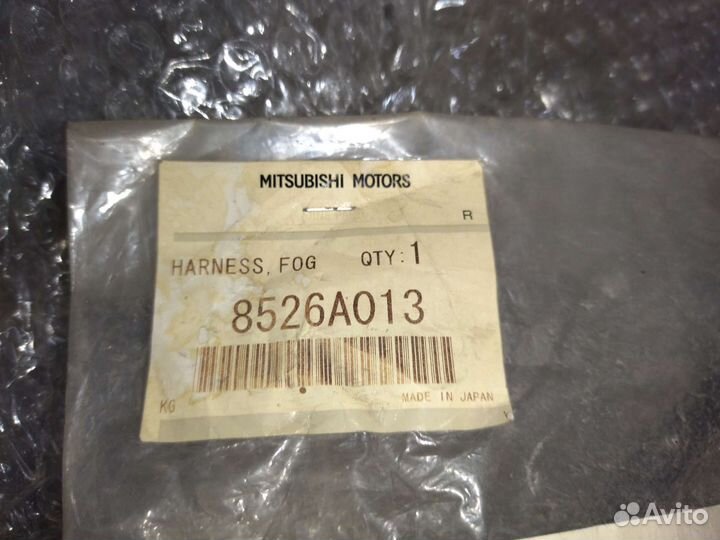 MITSUBISHI MOTORS
R
HARNESS, FOG QTY:1
8526A013
KG MADE IN JAPAN
Y
Avito